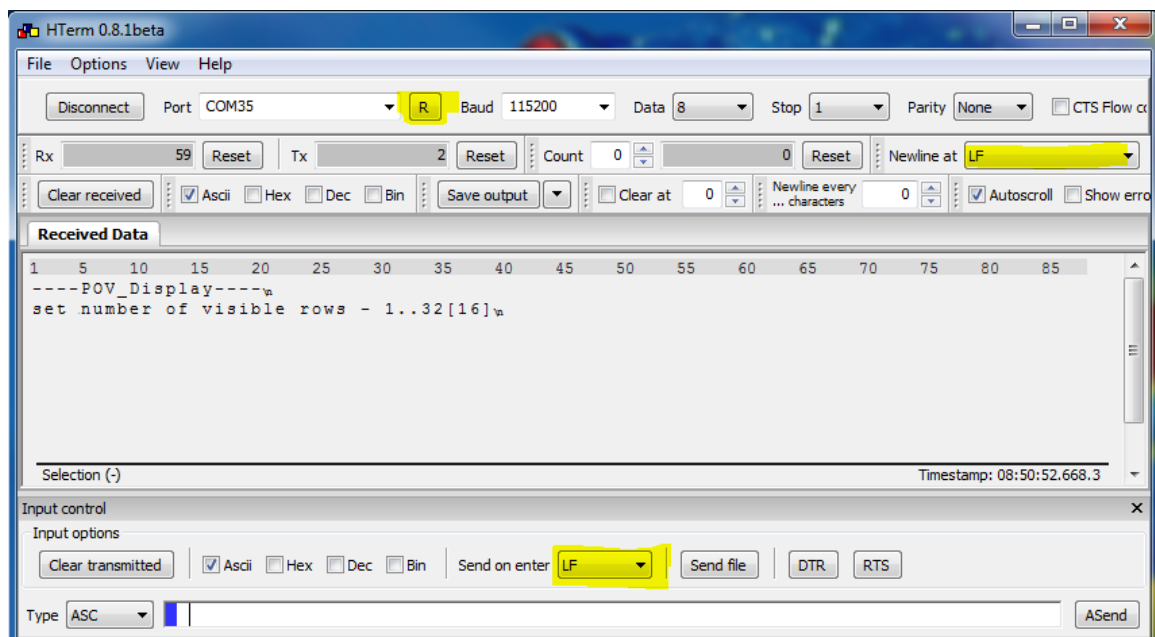 HTerm 0.8.1beta
File Options View Help
Disconnect Port COM35 R Baud 115200 Data 8 Stop 1 Parity None CTS Flow co
Rx 59 Reset Tx 2 Reset Count 0 0 Reset Newline at LF
Clear received Ascii Hex Dec Bin Save output Clear at 0 Newline every ... characters 0 Autoscroll Show erro
Received Data
1 5 10 15 20 25 30 35 40 45 50 55 60 65 70 75 80 85
----POV_Display----\n
set number of visible rows - 1..32[16]\n
Selection (-) Timestamp: 08:50:52.668.3
Input control
Input options
Clear transmitted Ascii Hex Dec Bin Send on enter LF Send file DTR RTS
Type ASC ASend